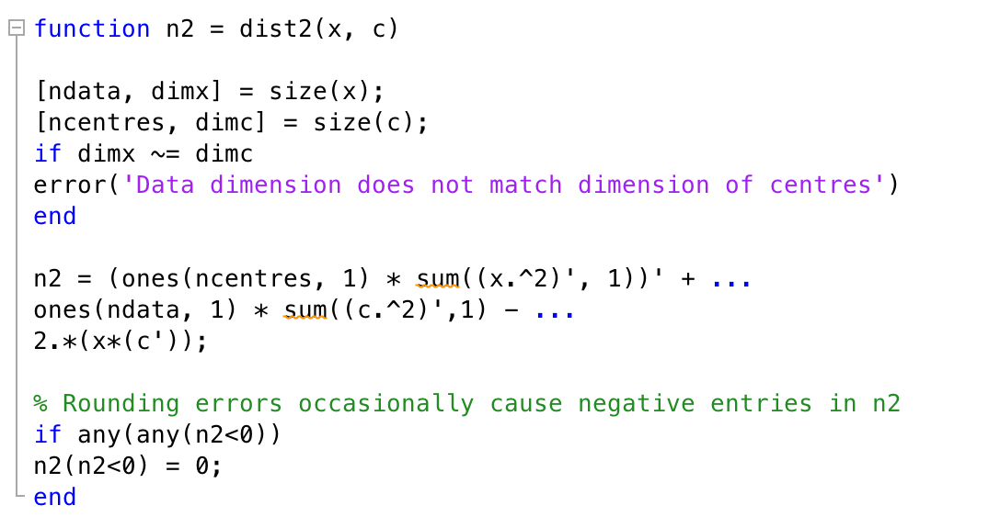 function n2 = dist2(x, c)
[ndata, dimx] = size(x);
[ncentres, dimc] = size(c);
if dimx ~= dimc
error('Data dimension does not match dimension of centres')
end
n2 = (ones(ncentres, 1) * sum((x.^2)', 1))' + ...
ones(ndata, 1) * sum((c.^2)',1) - ...
2.*(x*(c'));
% Rounding errors occasionally cause negative entries in n2
if any(any(n2<0))
n2(n2<0) = 0;
end